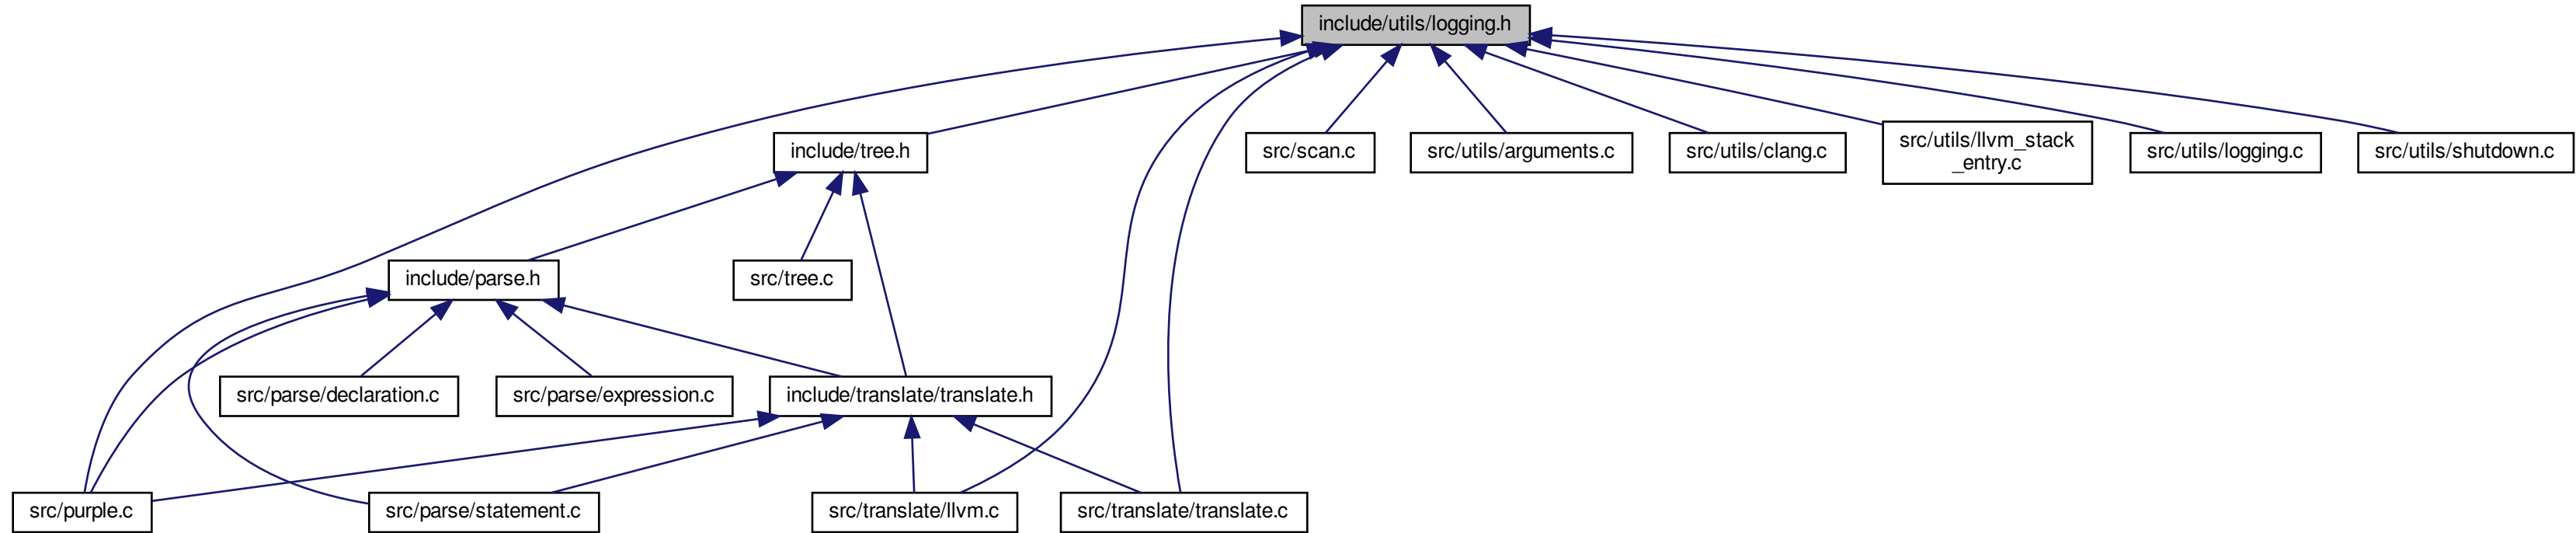 include/utils/logging.h
include/tree.h
src/scan.c
src/utils/arguments.c
src/utils/clang.c
src/utils/llvm_stack
_entry.c
src/utils/logging.c
src/utils/shutdown.c
include/parse.h
src/tree.c
src/parse/declaration.c
src/parse/expression.c
include/translate/translate.h
src/purple.c
src/parse/statement.c
src/translate/llvm.c
src/translate/translate.c